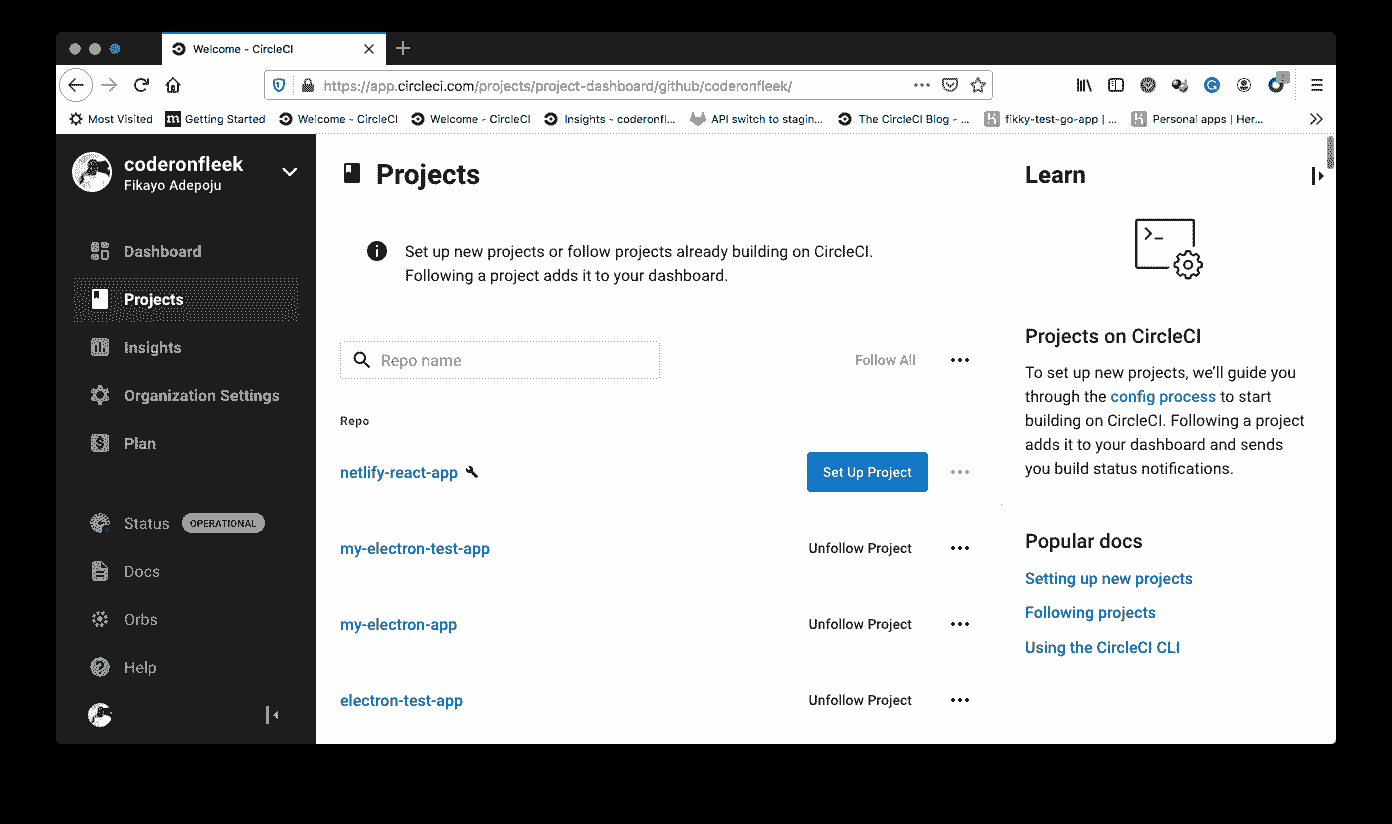 Welcome - CircleCI
https://app.circleci.com/projects/project-dashboard/github/coderonfleek/
Most Visited
Getting Started
Welcome - CircleCI
Welcome - CircleCI
Insights - coderonfl...
API switch to stagin...
The CircleCI Blog - ...
fikky-test-go-app | ...
Personal apps | Her...
coderonfleek
Fikayo Adepoju
Dashboard
Projects
Insights
Organization Settings
Plan
Status OPERATIONAL
Docs
Orbs
Help
Projects
Set up new projects or follow projects already building on CircleCI.
Following a project adds it to your dashboard.
Repo name
Follow All
Repo
netlify-react-app
Set Up Project
my-electron-test-app
Unfollow Project
my-electron-app
Unfollow Project
electron-test-app
Unfollow Project
Learn
Projects on CircleCI
To set up new projects, we’ll guide you
through the config process to start
building on CircleCI. Following a project
adds it to your dashboard and sends
you build status notifications.
Popular docs
Setting up new projects
Following projects
Using the CircleCI CLI